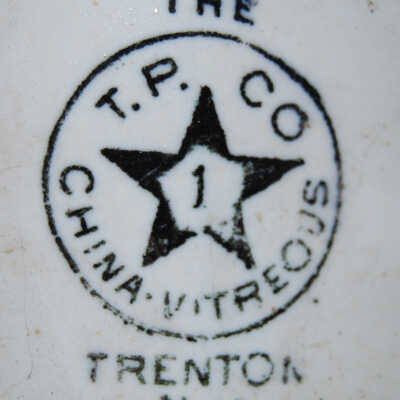 THE
T.P. CO
1
CHINA·VITREOUS
TRENTON